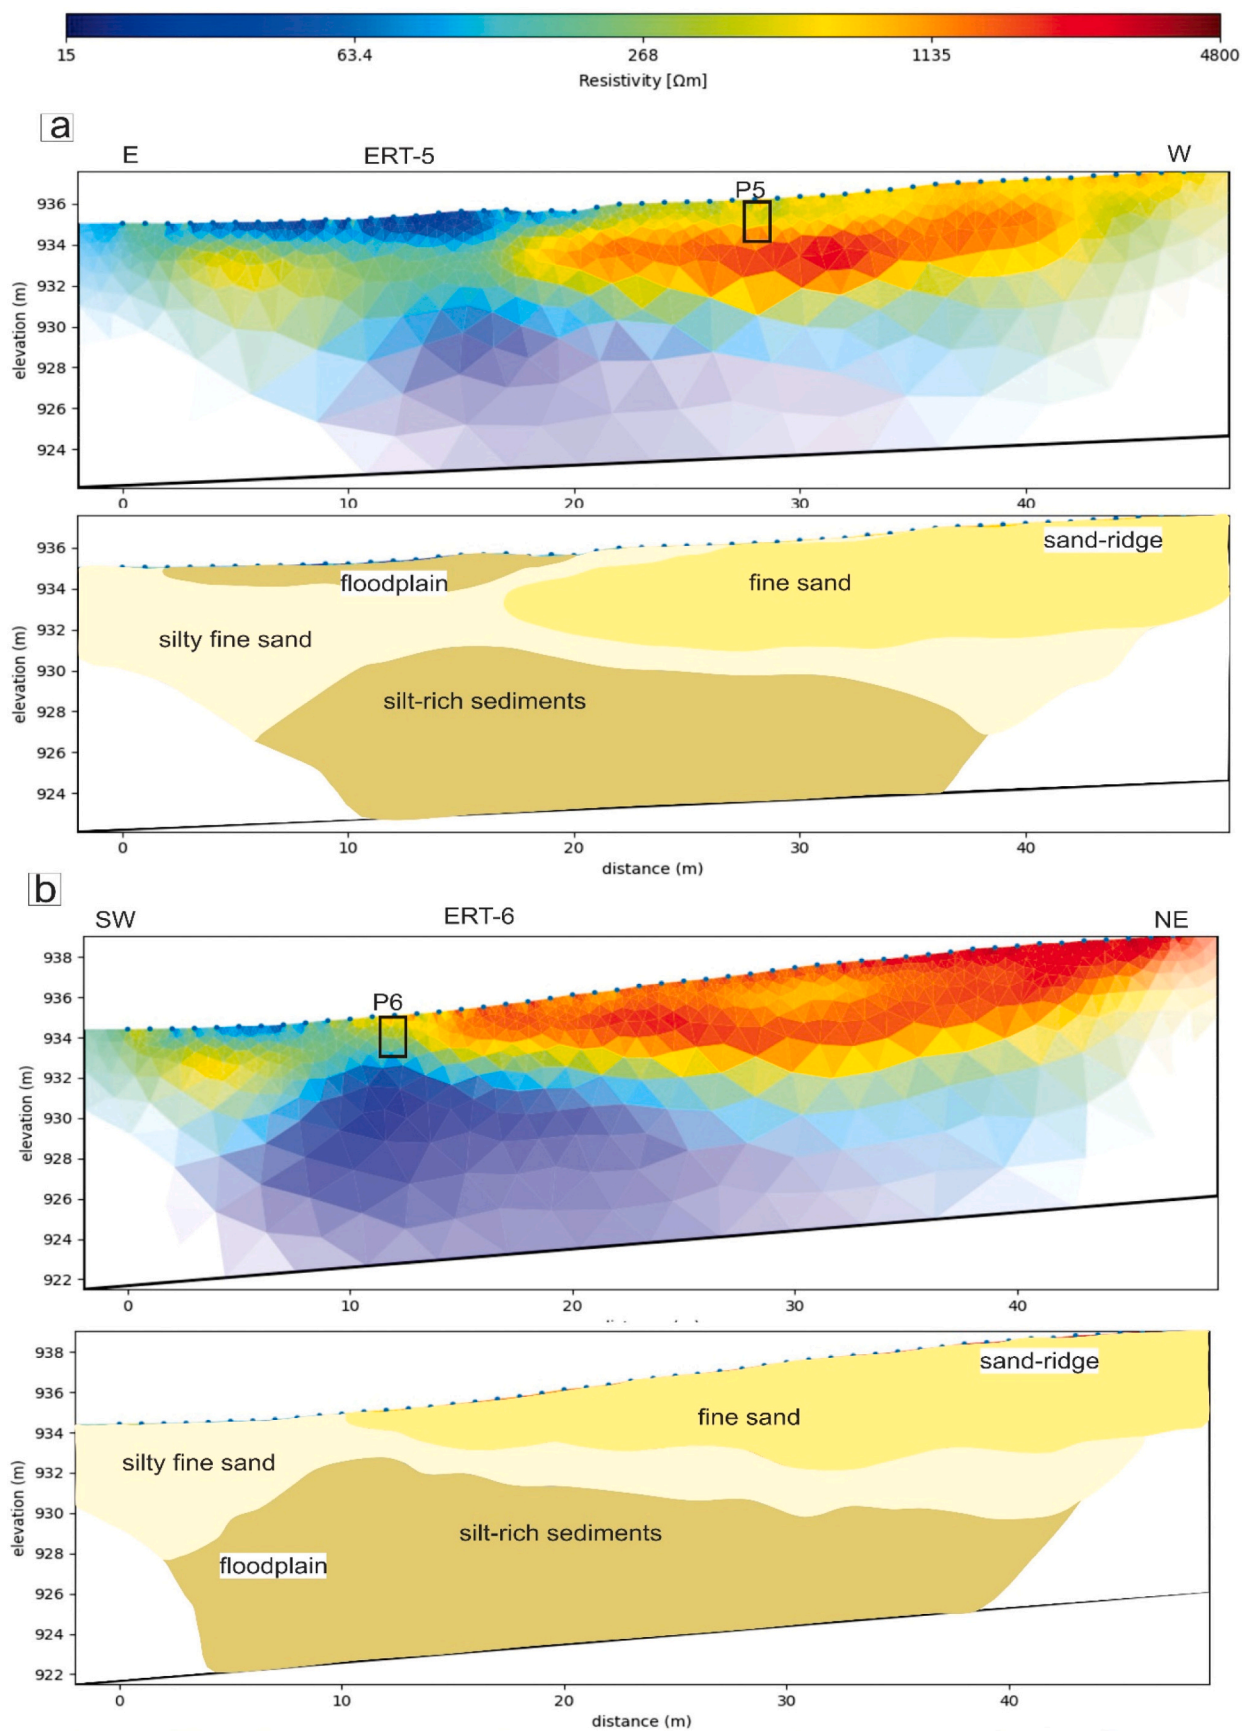 15 63.4 268 1135 4800
Resistivity [Ωm]
a
E ERT-5 W
P5
936
934
932
930
928
926
924
elevation (m)
0 10 20 30 40
936
934
932
930
928
926
924
elevation (m)
sand-ridge
floodplain
fine sand
silty fine sand
silt-rich sediments
0 10 20 30 40
distance (m)
b
SW ERT-6 NE
P6
938
936
934
932
930
928
926
924
922
elevation (m)
0 10 20 30 40
938
936
934
932
930
928
926
924
922
elevation (m)
sand-ridge
fine sand
silty fine sand
silt-rich sediments
floodplain
0 10 20 30 40
distance (m)